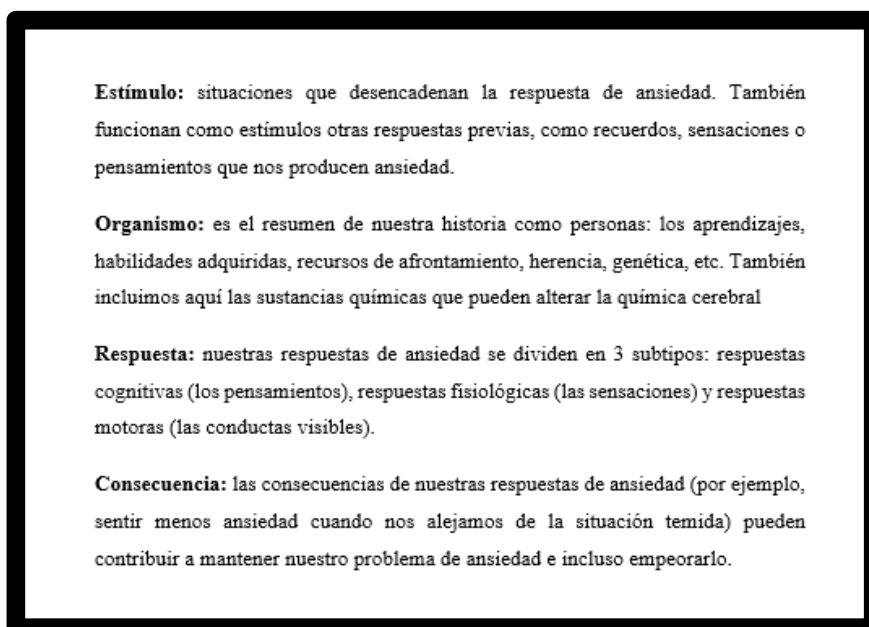 Estímulo: situaciones que desencadenan la respuesta de ansiedad. También
funcionan como estímulos otras respuestas previas, como recuerdos, sensaciones o
pensamientos que nos producen ansiedad.
Organismo: es el resumen de nuestra historia como personas: los aprendizajes,
habilidades adquiridas, recursos de afrontamiento, herencia, genética, etc. También
incluimos aquí las sustancias químicas que pueden alterar la química cerebral
Respuesta: nuestras respuestas de ansiedad se dividen en 3 subtipos: respuestas
cognitivas (los pensamientos), respuestas fisiológicas (las sensaciones) y respuestas
motoras (las conductas visibles).
Consecuencia: las consecuencias de nuestras respuestas de ansiedad (por ejemplo,
sentir menos ansiedad cuando nos alejamos de la situación temida) pueden
contribuir a mantener nuestro problema de ansiedad e incluso empeorarlo.